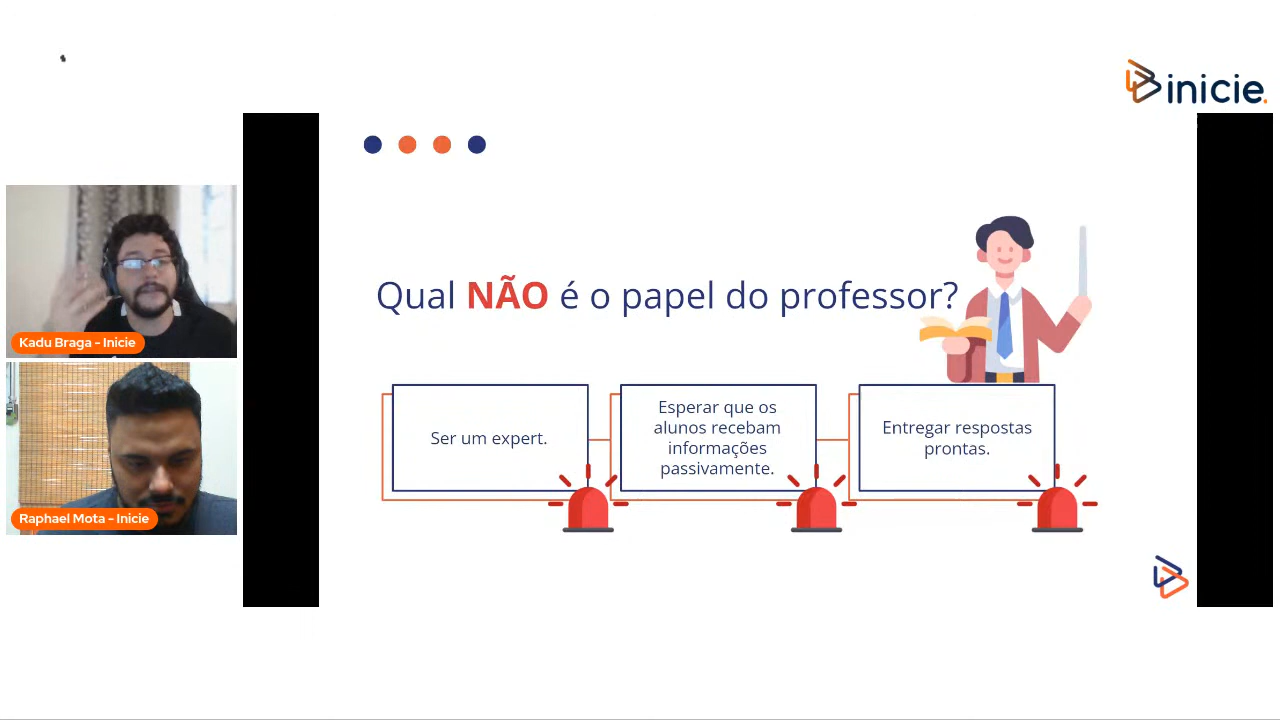 inicie.
Qual NÃO é o papel do professor?
Ser um expert.
Esperar que os
alunos recebam
informações
passivamente.
Entregar respostas
prontas.
Kadu Braga - Inicie
Raphael Mota - Inicie